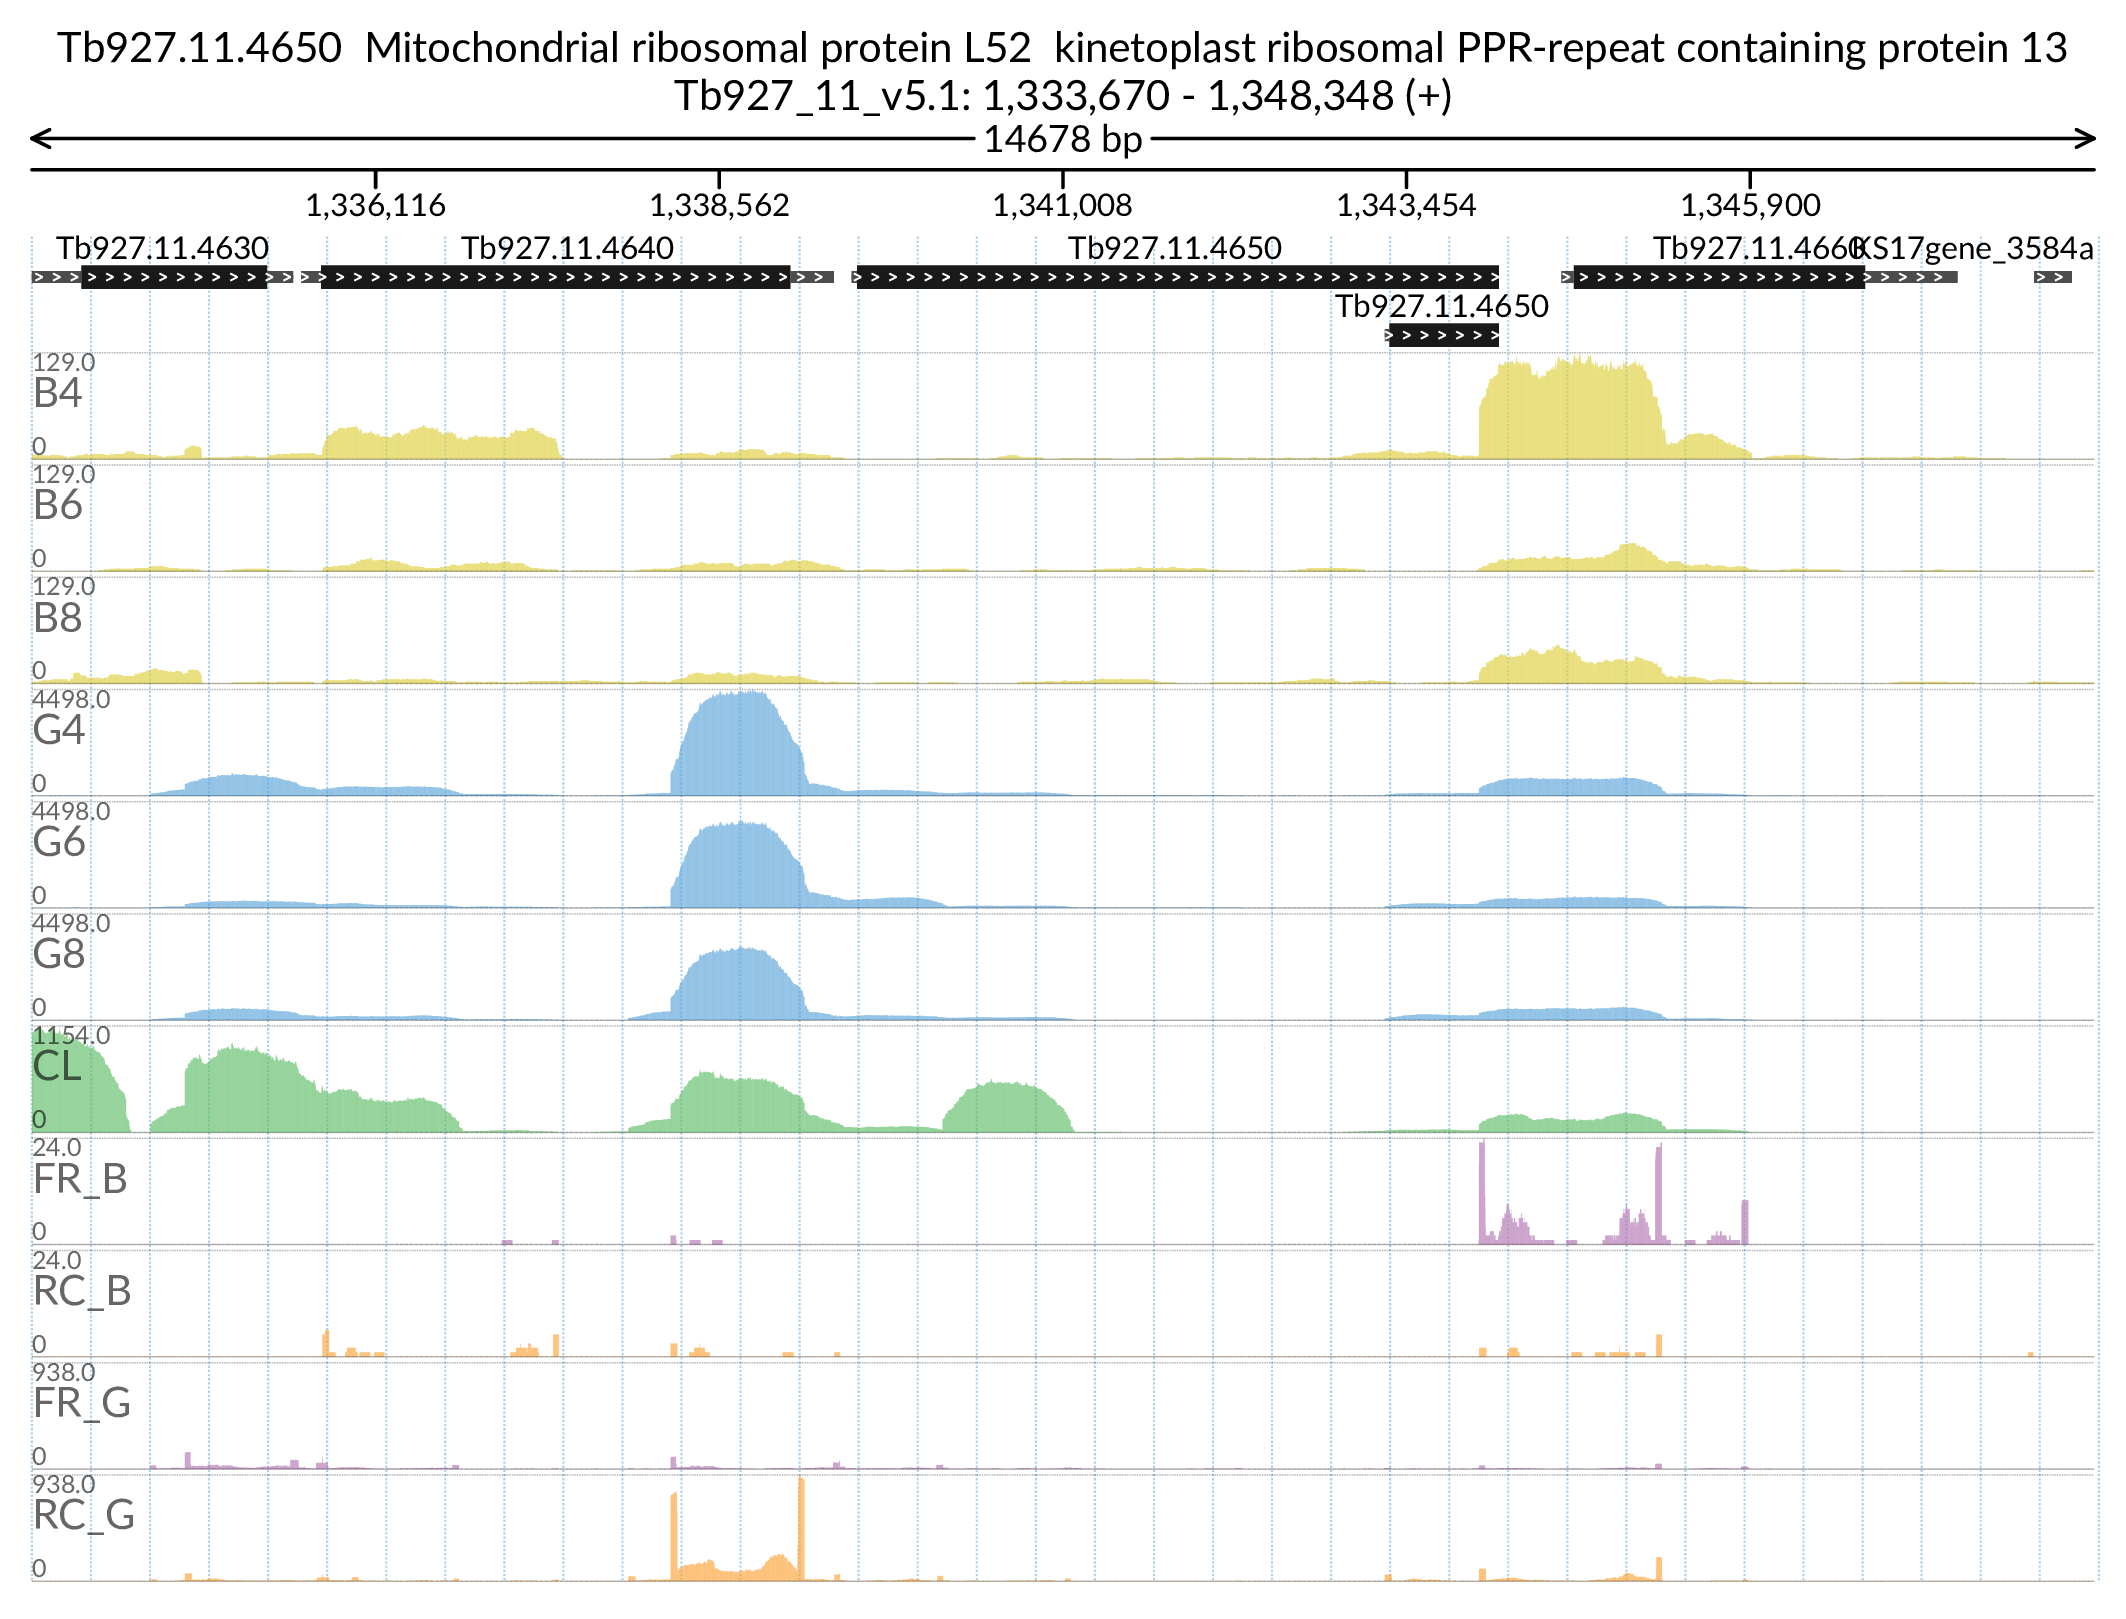 Tb927.11.4650  Mitochondrial ribosomal protein L52  kinetoplast ribosomal PPR-repeat containing protein 13
Tb927_11_v5.1: 1,333,670 - 1,348,348 (+)
14678 bp
1,336,116 1,338,562 1,341,008 1,343,454 1,345,900
Tb927.11.4630 Tb927.11.4640 Tb927.11.4650 Tb927.11.4660 KS17gene_3584a
Tb927.11.4650
129.0
B4
0
129.0
B6
0
129.0
B8
0
4498.0
G4
0
4498.0
G6
0
4498.0
G8
0
1154.0
CL
0
24.0
FR_B
0
24.0
RC_B
0
938.0
FR_G
0
938.0
RC_G
0